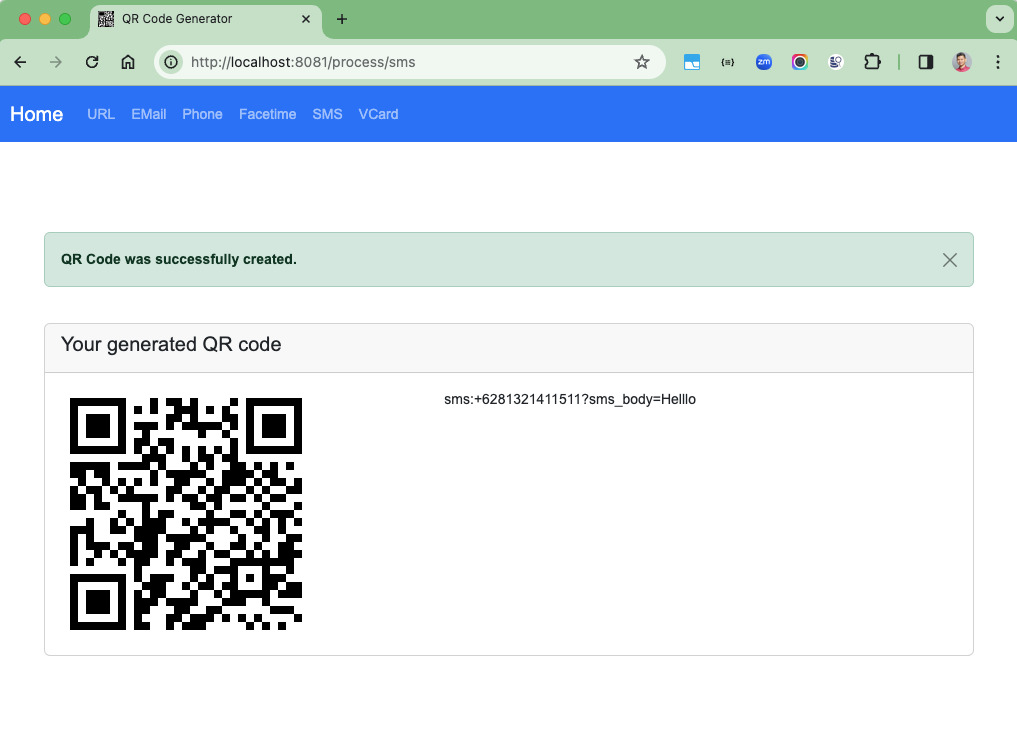 QR Code Generator
http://localhost:8081/process/sms
zm
Home URL EMail Phone Facetime SMS VCard
QR Code was successfully created.
Your generated QR code
sms:+6281321411511?sms_body=Helllo